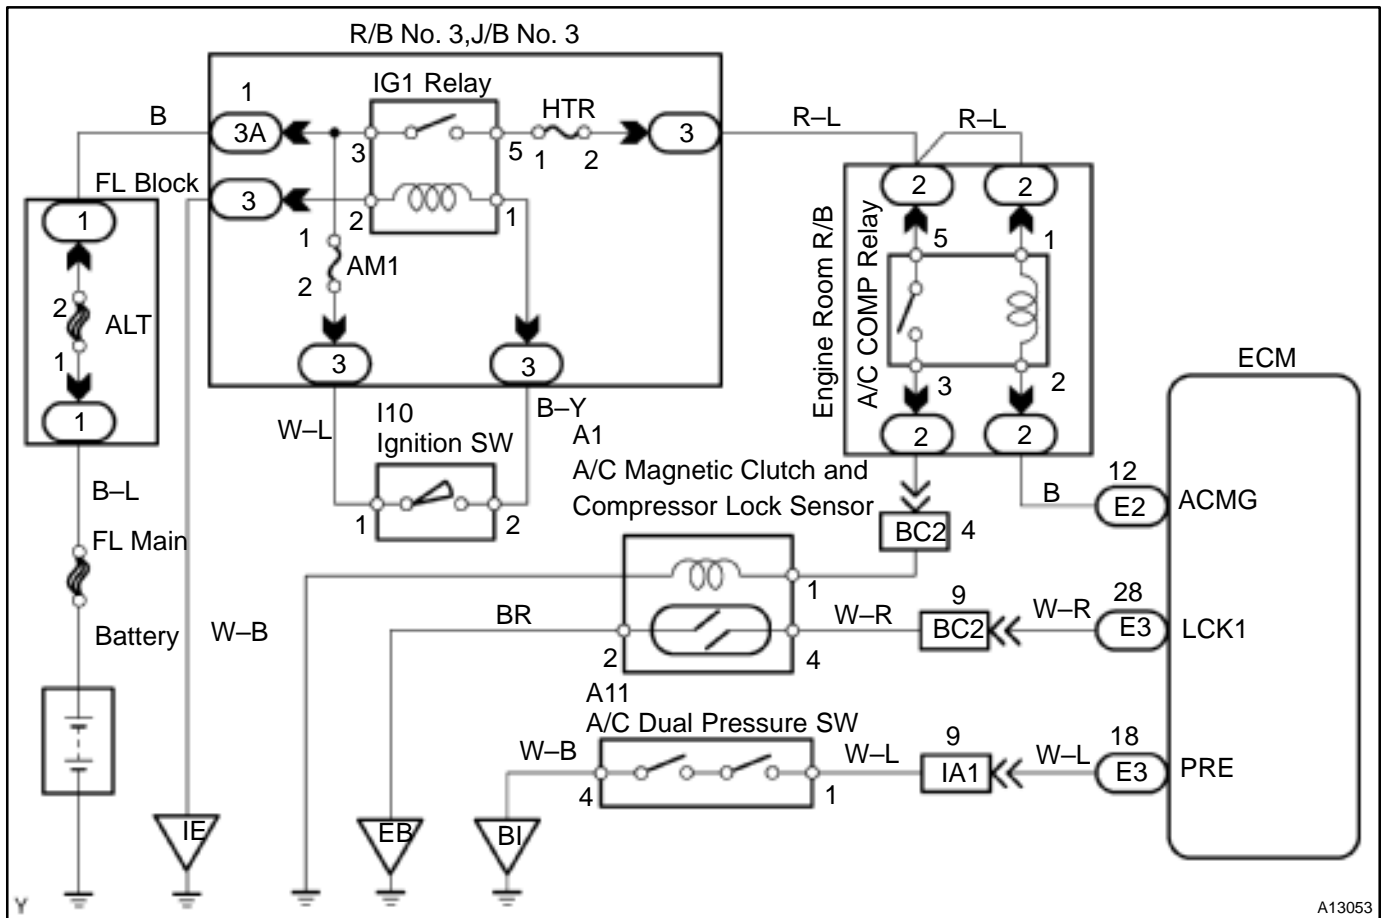 R/B No. 3,J/B No. 3
1
IG1 Relay
HTR
B
3A
3
5
1
2
3
R–L
R–L
FL Block
3
2
1
2
2
1
1
AM1
2
5
1
2
ALT
1
1
3
3
Engine Room R/B
A/C COMP Relay
3
2
ECM
2
2
W–L
I10
Ignition SW
B–Y
A1
A/C Magnetic Clutch and
Compressor Lock Sensor
1
2
B–L
FL Main
B
12
E2
ACMG
BC2
4
1
Battery
W–B
BR
2
4
W–R
9
BC2
W–R
28
E3
LCK1
A11
A/C Dual Pressure SW
W–B
4
1
W–L
9
IA1
W–L
18
E3
PRE
IE
EB
BI
Y
A13053